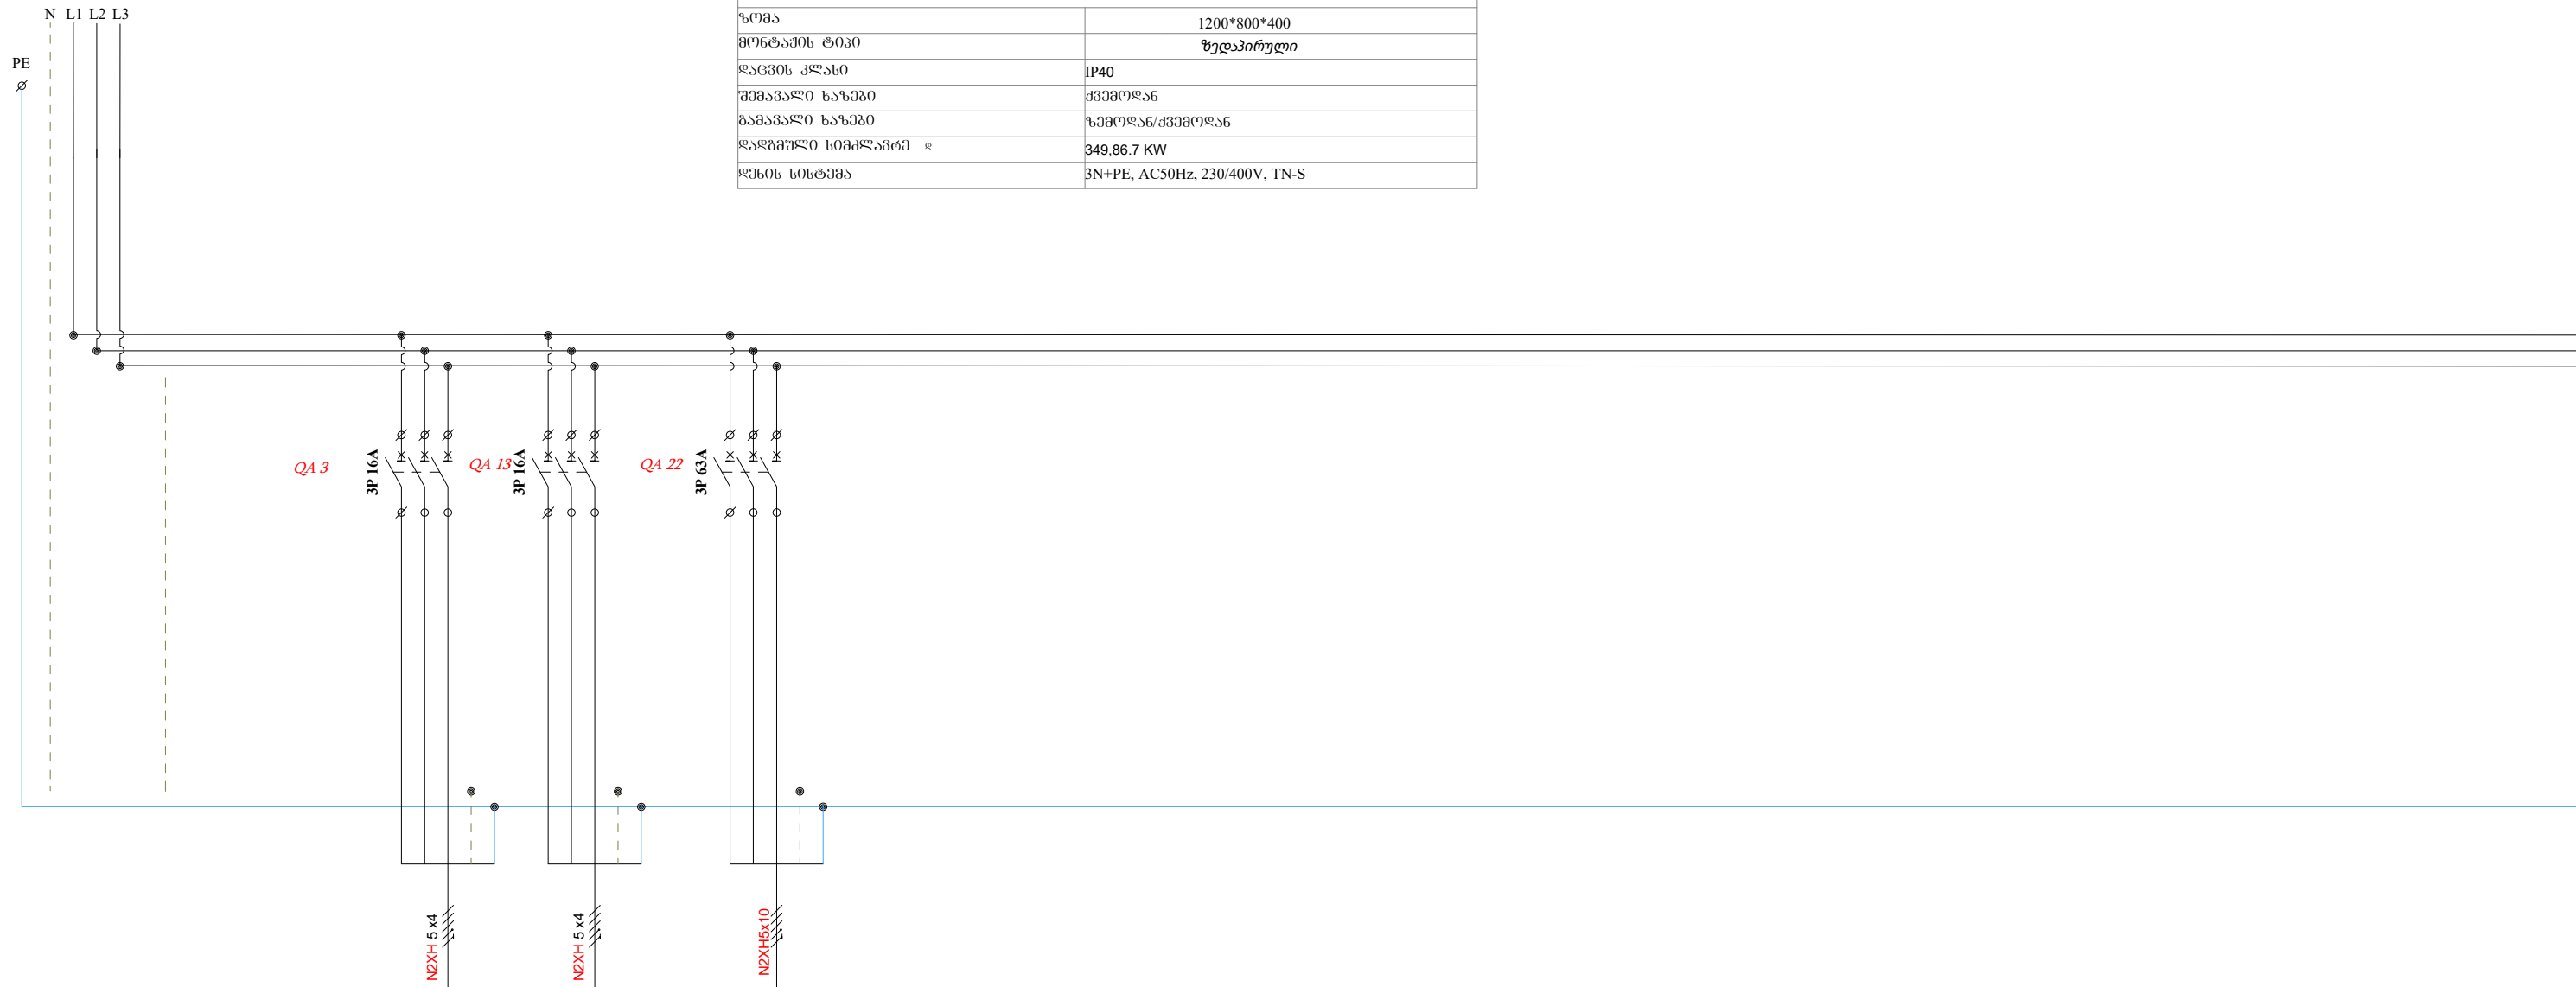 N L1 L2 L3
PE
ზომა 1200*800*400
მონტაჟის ტიპი ზედაპირული
დაცვის კლასი IP40
შემავალი ხაზები ქვემოდან
გამავალი ხაზები ზემოდან/ქვემოდან
დადგმული სიმძლავრე დ 349,86.7 KW
დენის სისტემა 3N+PE, AC50Hz, 230/400V, TN-S
QA 3
3P 16A
QA 13
3P 16A
QA 22
3P 63A
N2XH 5 x4
N2XH 5 x4
N2XH5x10